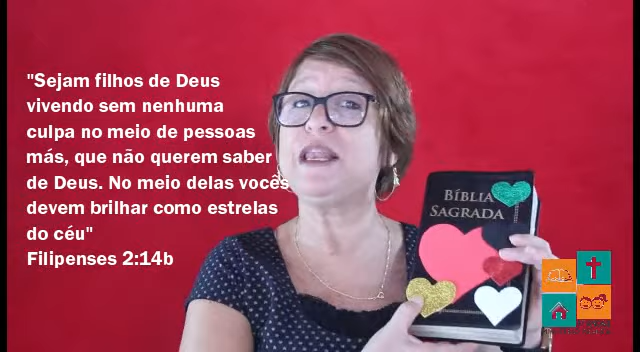 "Sejam filhos de Deus
vivendo sem nenhuma
culpa no meio de pessoas
más, que não querem saber
de Deus. No meio delas vocês
devem brilhar como estrelas
do céu"
Filipenses 2:14b
BÍBLIA
SAGRADA